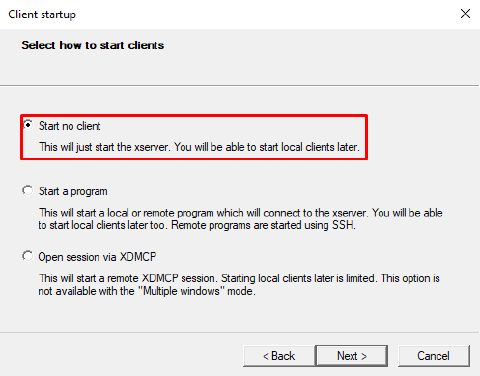 Client startup
Select how to start clients
Start no client
This will just start the xserver. You will be able to start local clients later.
Start a program
This will start a local or remote program which will connect to the xserver. You will be able
to start local clients later too. Remote programs are started using SSH.
Open session via XDMCP
This will start a remote XDMCP session. Starting local clients later is limited. This option is
not available with the "Multiple windows" mode.
< Back Next > Cancel